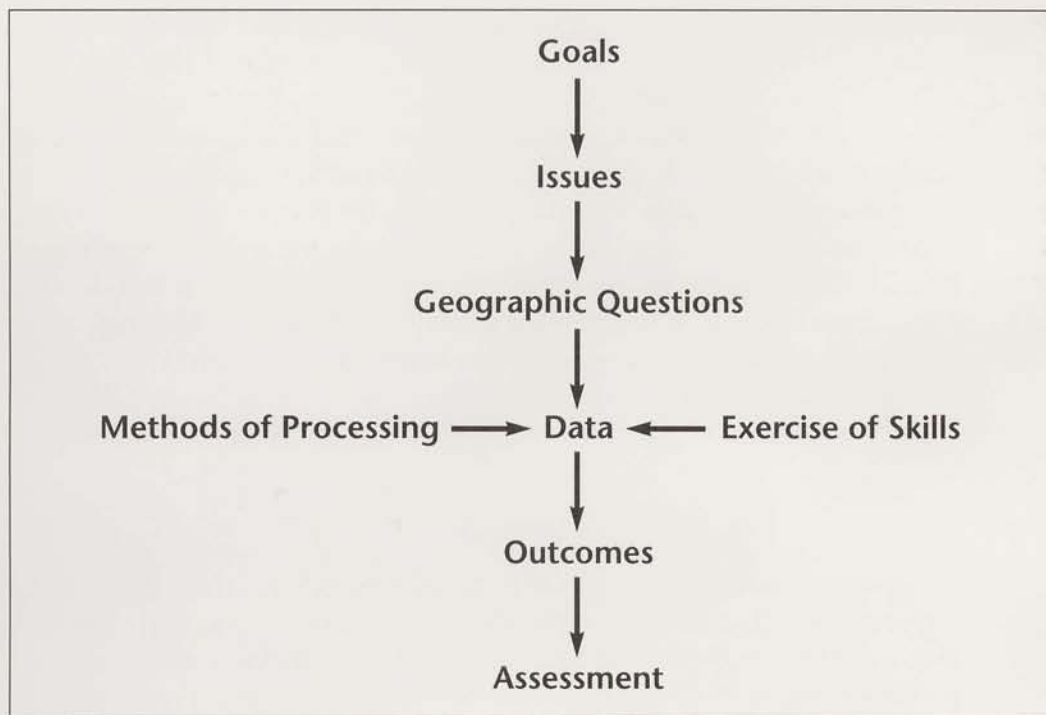 Goals
Issues
Geographic Questions
Methods of Processing Data Exercise of Skills
Outcomes
Assessment